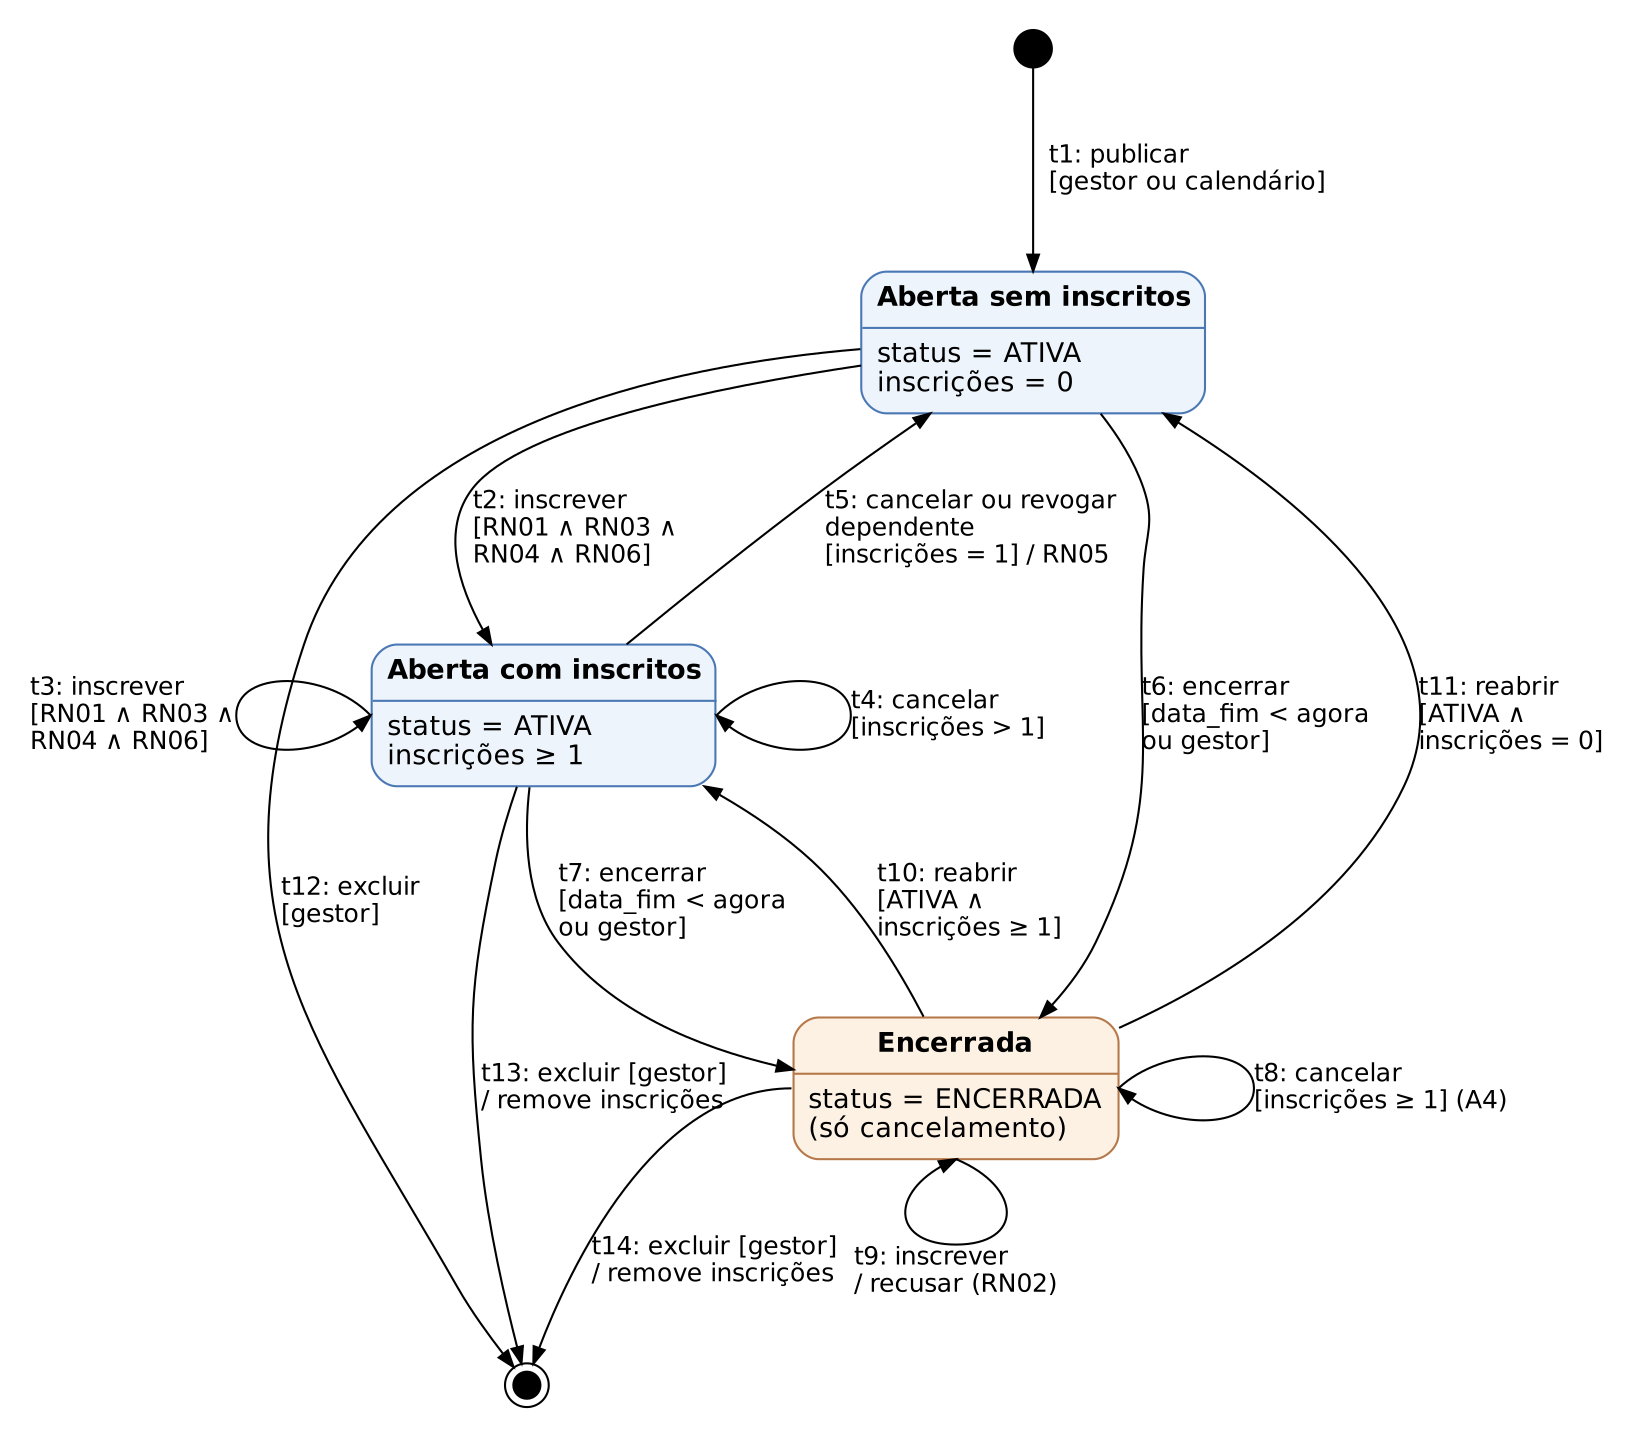 t1: publicar
[gestor ou calendário]
Aberta sem inscritos
status = ATIVA
inscrições = 0
t2: inscrever
[RN01 ∧ RN03 ∧
RN04 ∧ RN06]
t5: cancelar ou revogar
dependente
[inscrições = 1] / RN05
t3: inscrever
[RN01 ∧ RN03 ∧
RN04 ∧ RN06]
Aberta com inscritos
status = ATIVA
inscrições ≥ 1
t4: cancelar
[inscrições > 1]
t6: encerrar
[data_fim < agora
ou gestor]
t11: reabrir
[ATIVA ∧
inscrições = 0]
t12: excluir
[gestor]
t7: encerrar
[data_fim < agora
ou gestor]
t10: reabrir
[ATIVA ∧
inscrições ≥ 1]
t13: excluir [gestor]
/ remove inscrições
Encerrada
status = ENCERRADA
(só cancelamento)
t8: cancelar
[inscrições ≥ 1] (A4)
t14: excluir [gestor]
/ remove inscrições
t9: inscrever
/ recusar (RN02)